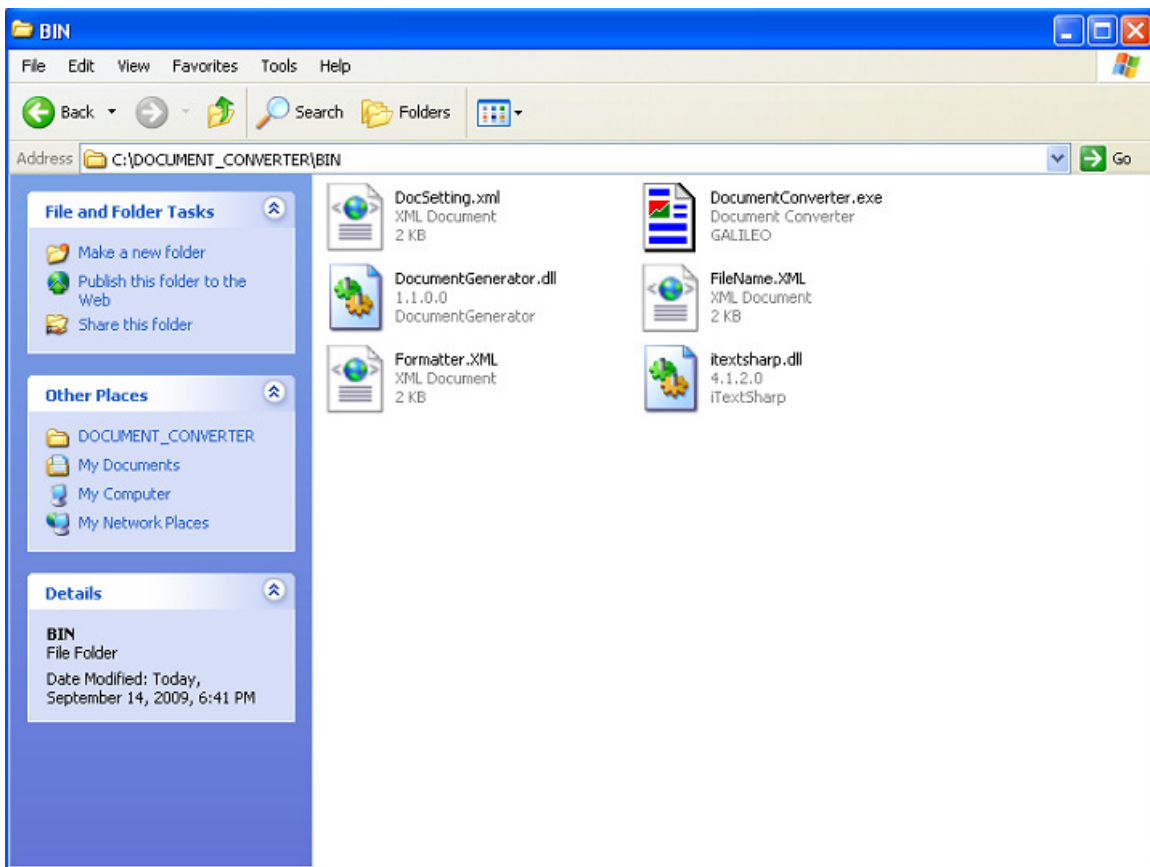 BIN
File Edit View Favorites Tools Help
Back Search Folders
Address C:\DOCUMENT_CONVERTER\BIN Go
File and Folder Tasks
Make a new folder
Publish this folder to the
Web
Share this folder
Other Places
DOCUMENT_CONVERTER
My Documents
My Computer
My Network Places
Details
BIN
File Folder
Date Modified: Today,
September 14, 2009, 6:41 PM
DocSetting.xml
XML Document
2 KB
DocumentConverter.exe
Document Converter
GALILEO
DocumentGenerator.dll
1.1.0.0
DocumentGenerator
FileName.XML
XML Document
2 KB
Formatter.XML
XML Document
2 KB
itextsharp.dll
4.1.2.0
iTextSharp